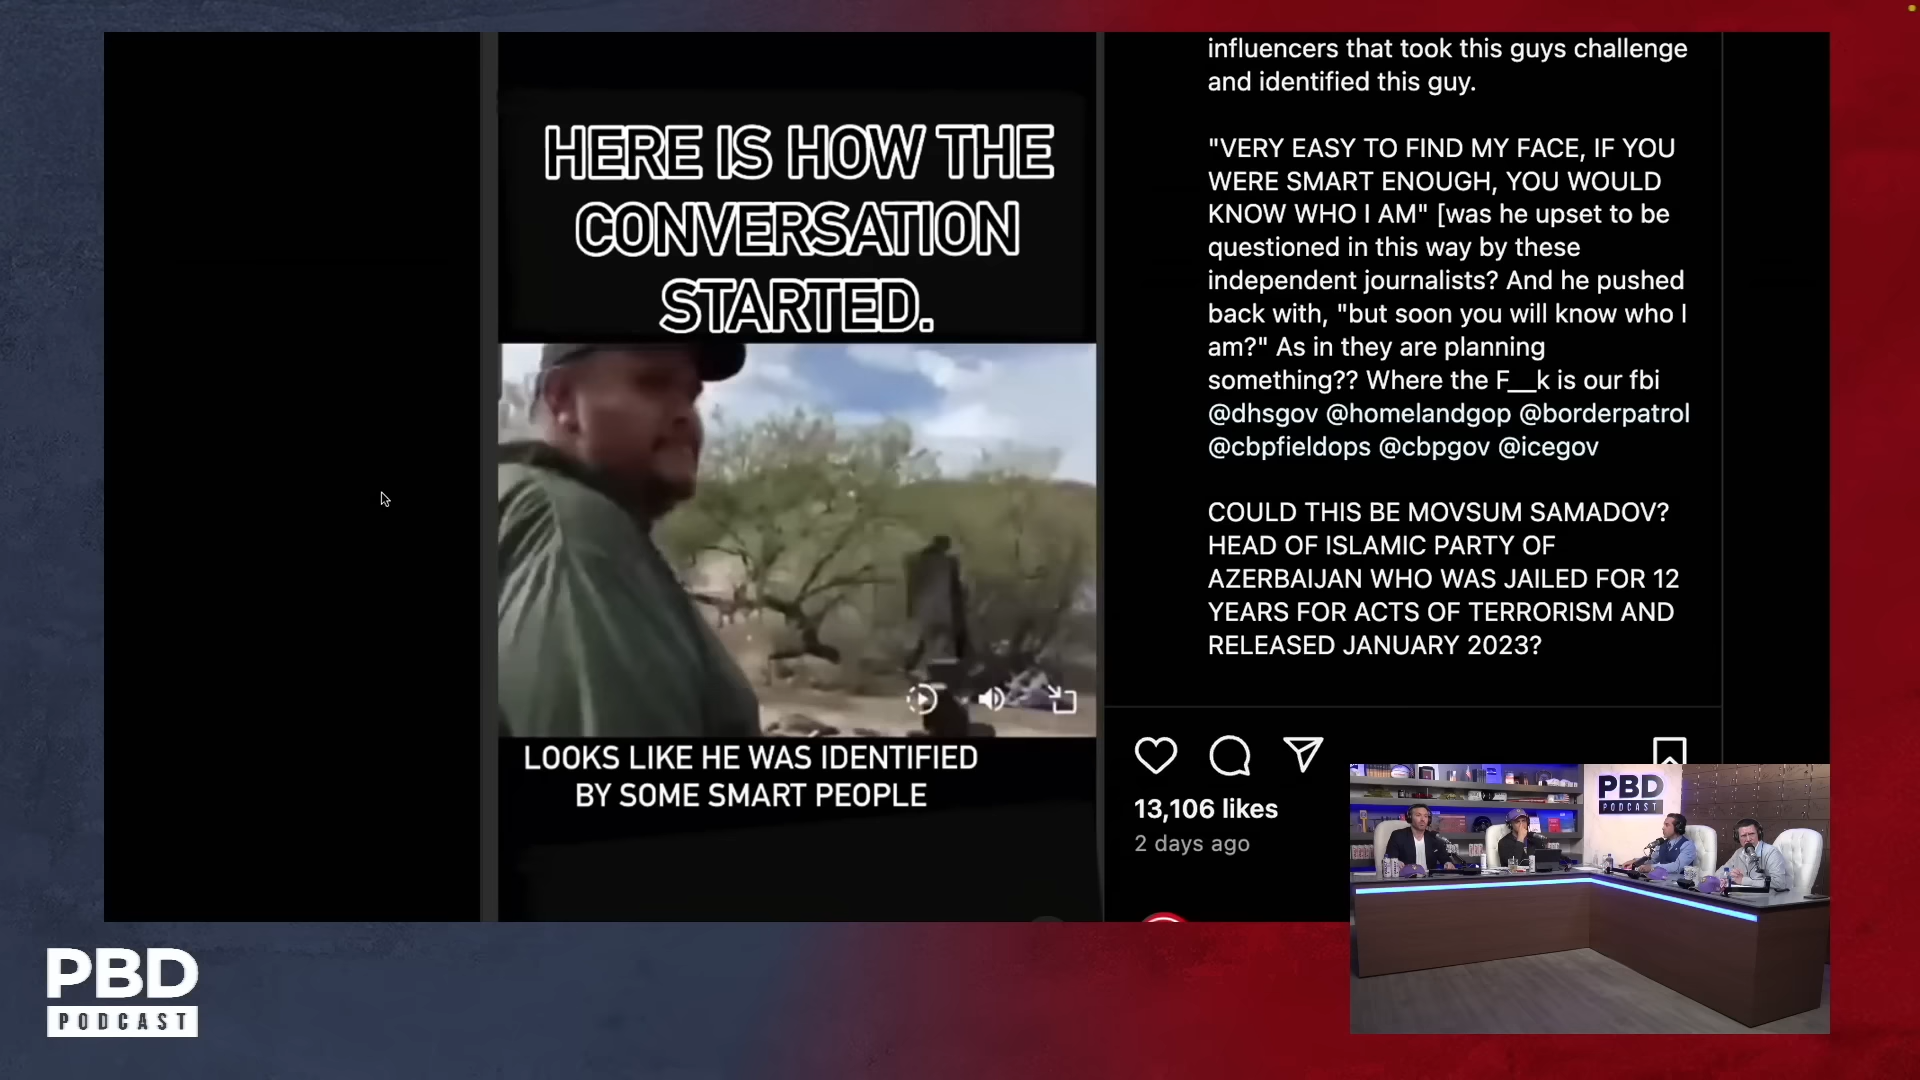 HERE IS HOW THE
CONVERSATION
STARTED.
LOOKS LIKE HE WAS IDENTIFIED
BY SOME SMART PEOPLE
influencers that took this guys challenge
and identified this guy.
"VERY EASY TO FIND MY FACE, IF YOU
WERE SMART ENOUGH, YOU WOULD
KNOW WHO I AM" [was he upset to be
questioned in this way by these
independent journalists? And he pushed
back with, "but soon you will know who I
am?" As in they are planning
something?? Where the F__k is our fbi
@dhsgov @homelandgop @borderpatrol
@cbpfieldops @cbpgov @icegov
COULD THIS BE MOVSUM SAMADOV?
HEAD OF ISLAMIC PARTY OF
AZERBAIJAN WHO WAS JAILED FOR 12
YEARS FOR ACTS OF TERRORISM AND
RELEASED JANUARY 2023?
13,106 likes
2 days ago
PBD
PODCAST
PBD
PODCAST